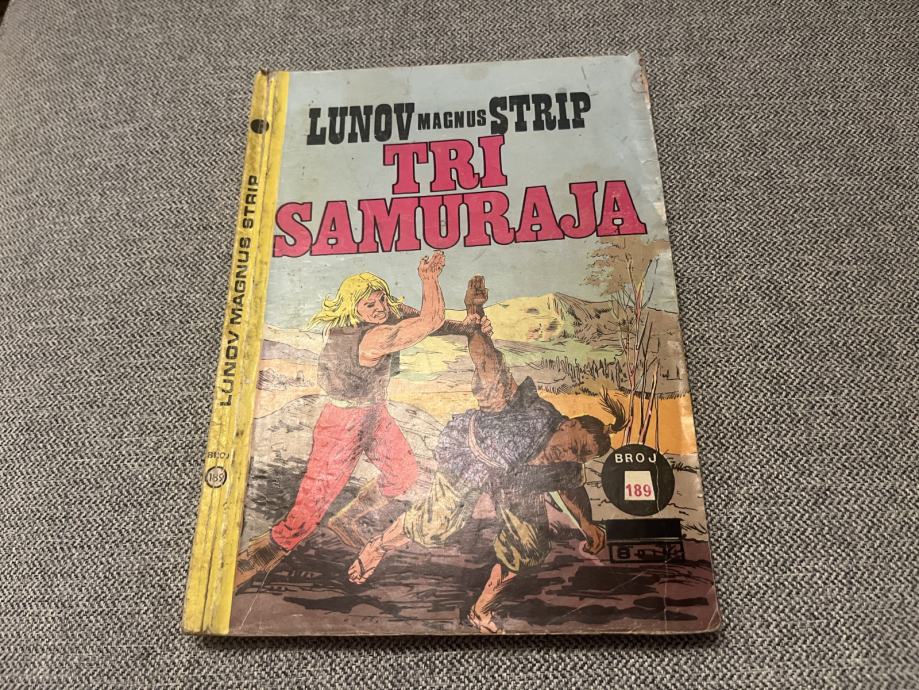 LUNOV MAGNUS STRIP
TRI
SAMURAJA
BROJ
189
LUNOV MAGNUS STRIP
BROJ
189